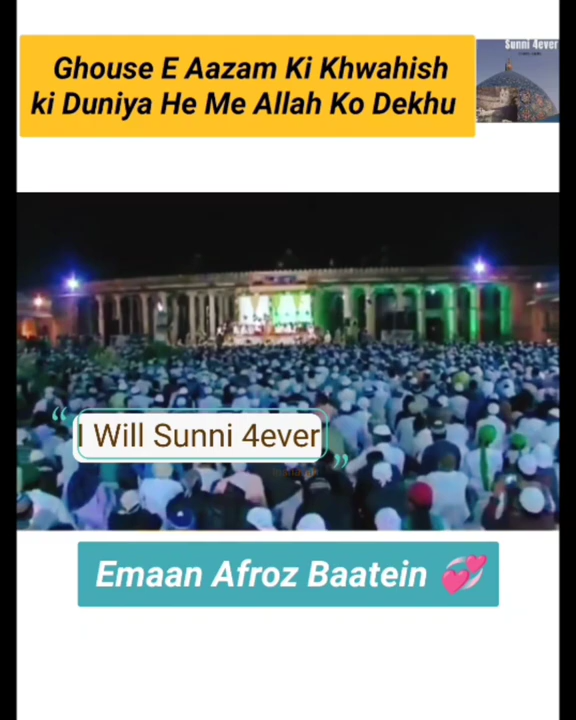 Ghouse E Aazam Ki Khwahish
ki Duniya He Me Allah Ko Dekhu
Sunni 4ever
“ I Will Sunni 4ever ”
Emaan Afroz Baatein 💞